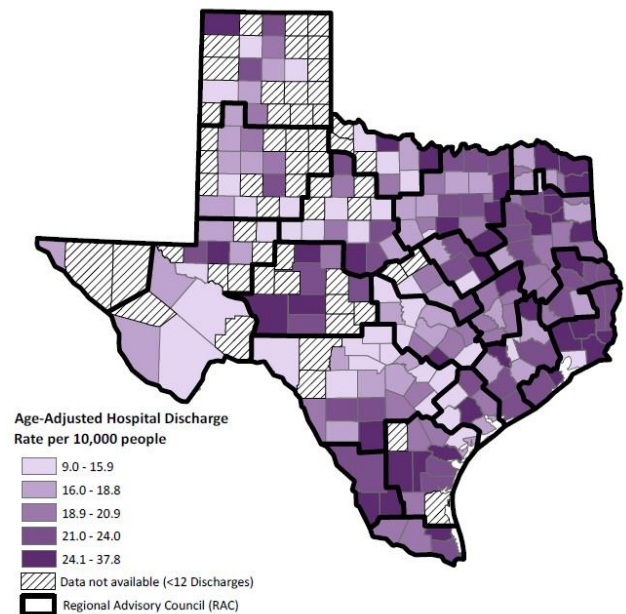 Age-Adjusted Hospital Discharge
Rate per 10,000 people
9.0 - 15.9
16.0 - 18.8
18.9 - 20.9
21.0 - 24.0
24.1 - 37.8
Data not available (<12 Discharges)
Regional Advisory Council (RAC)